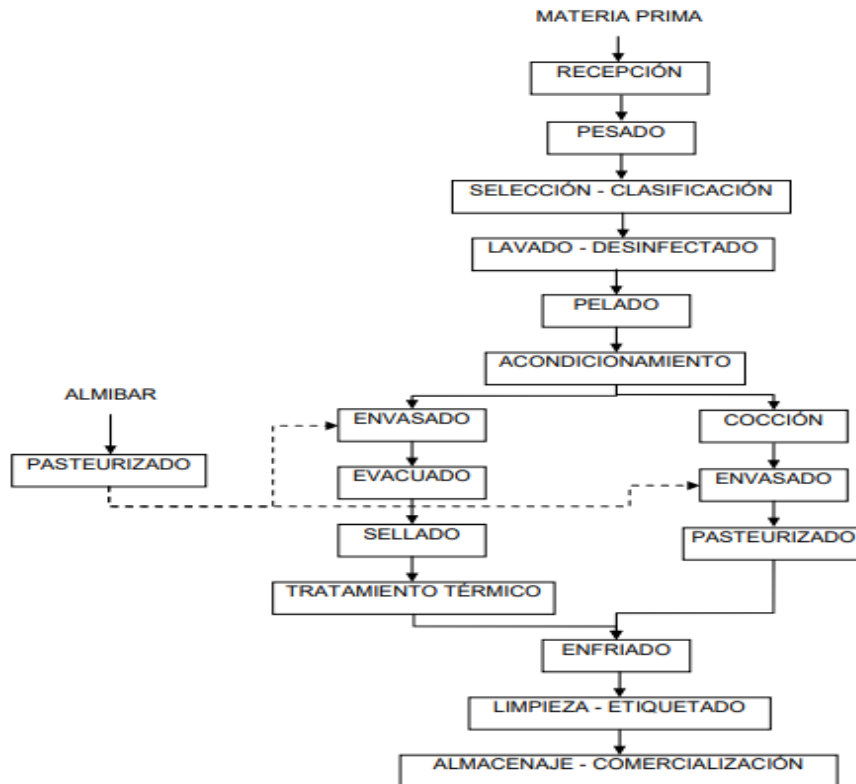 MATERIA PRIMA
RECEPCIÓN
PESADO
SELECCIÓN - CLASIFICACIÓN
LAVADO - DESINFECTADO
PELADO
ACONDICIONAMIENTO
ALMIBAR
PASTEURIZADO
ENVASADO
EVACUADO
SELLADO
TRATAMIENTO TÉRMICO
COCCIÓN
ENVASADO
PASTEURIZADO
ENFRIADO
LIMPIEZA - ETIQUETADO
ALMACENAJE - COMERCIALIZACIÓN